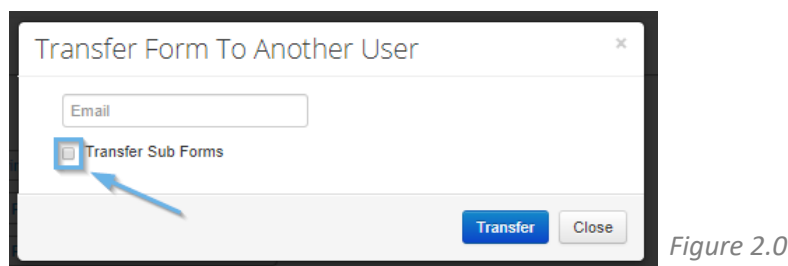 Transfer Form To Another User ×
Email
Transfer Sub Forms
Transfer Close
Figure 2.0